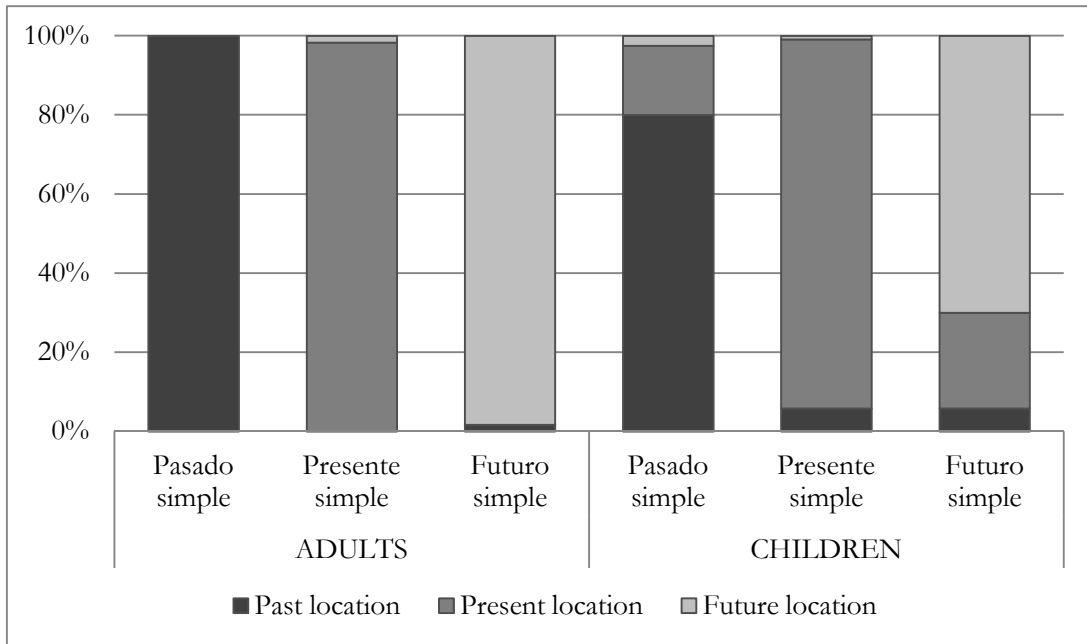 100%
80%
60%
40%
20%
0%
Pasado simple
Presente simple
Futuro simple
Pasado simple
Presente simple
Futuro simple
ADULTS
CHILDREN
Past location
Present location
Future location